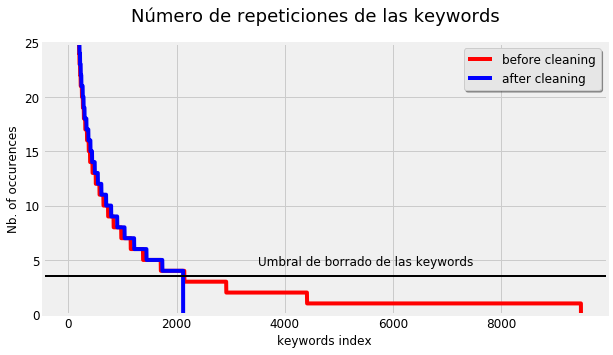 Número de repeticiones de las keywords
before cleaning
after cleaning
Nb. of occurences
25
20
15
10
5
0
Umbral de borrado de las keywords
0 2000 4000 6000 8000
keywords index